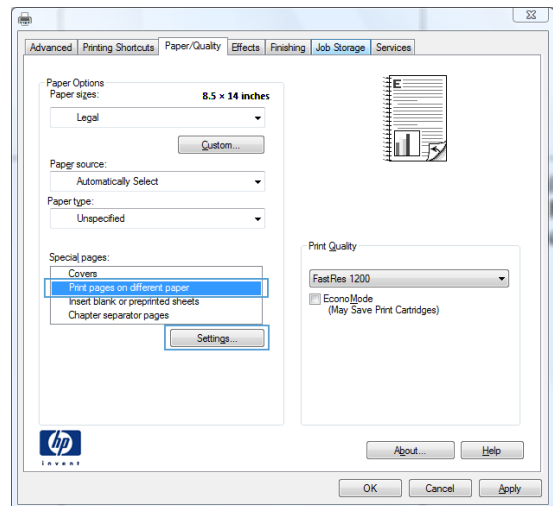 Advanced Printing Shortcuts Paper/Quality Effects Finishing Job Storage Services
Paper Options
Paper sizes: 8.5 × 14 inches
Legal
Custom...
Paper source:
Automatically Select
Paper type:
Unspecified
Special pages:
Covers
Print pages on different paper
Insert blank or preprinted sheets
Chapter separator pages
Settings...
E
Print Quality
FastRes 1200
EconoMode
(May Save Print Cartridges)
hp
invent
About... Help
OK Cancel Apply